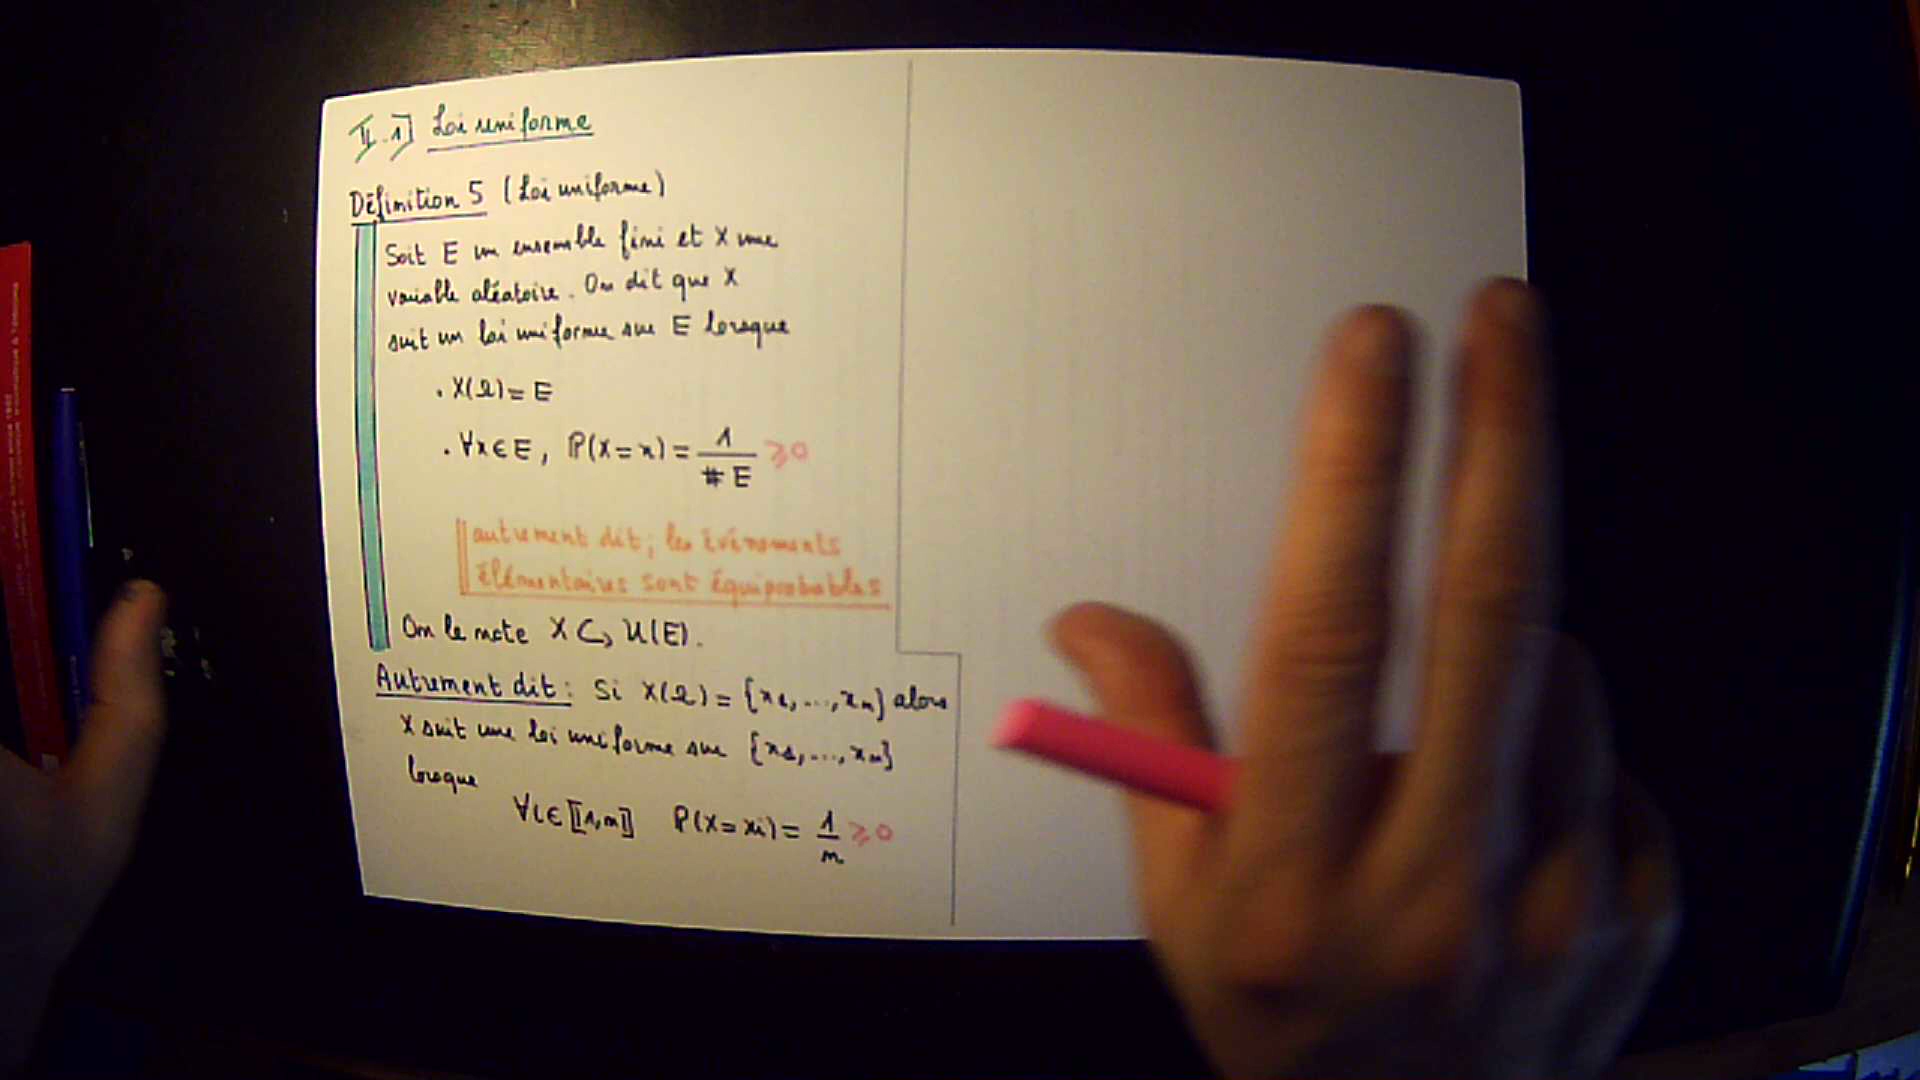 II.1] Loi uniforme
Définition 5 (Loi uniforme)
Soit E un ensemble fini et X une
variable aléatoire. On dit que X
suit un loi uniforme sur E lorsque
. X(Ω) = E
. ∀x ∈ E, P(X = x) = 1 / # E ≥ 0
autrement dit ; les événements
élémentaires sont équiprobables
On le note X ↪ U(E).
Autrement dit : Si X(Ω) = {x₁, ..., xₙ} alors
X suit une loi uniforme sur {x₁, ..., xₙ}
lorsque
∀i ∈ ⟦1, n⟧ P(X = xi) = 1 / n ≥ 0